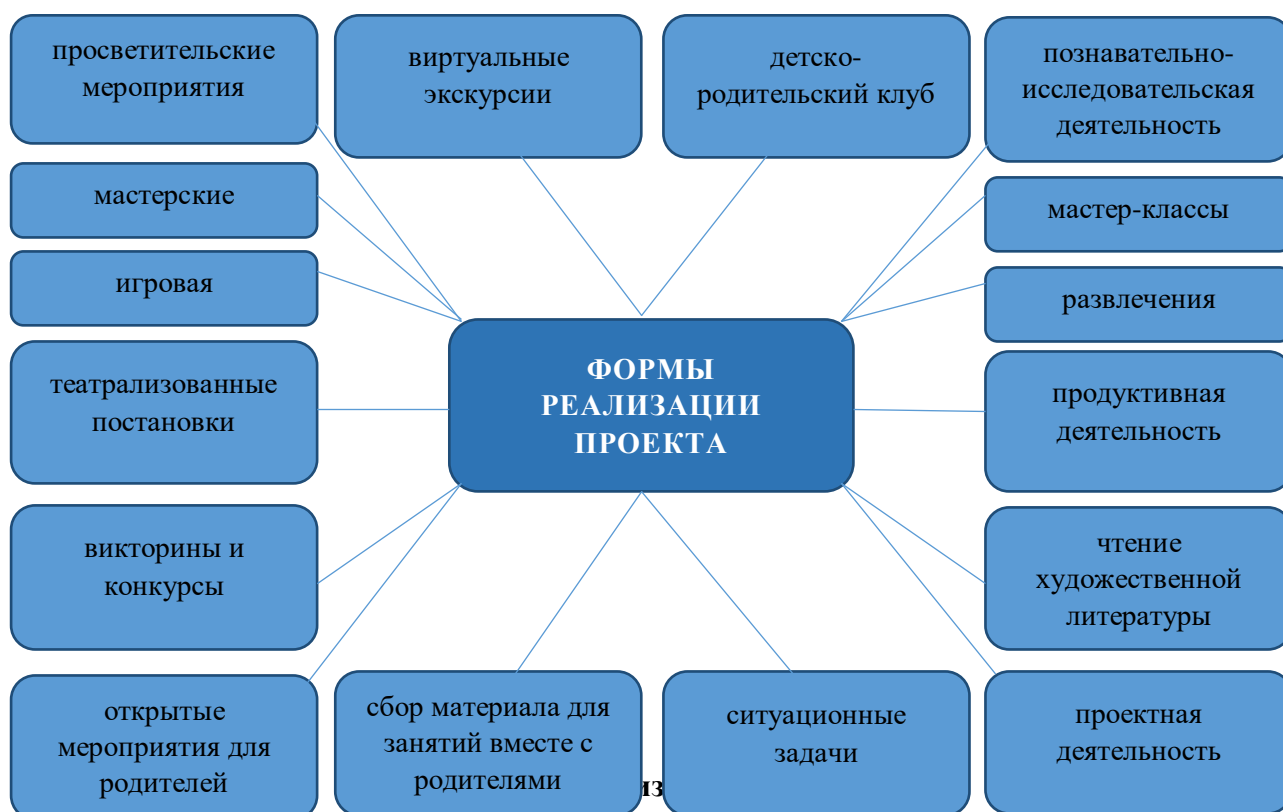 просветительские
мероприятия
виртуальные
экскурсии
детско-
родительский клуб
познавательно-
исследовательская
деятельность
мастерские
мастер-классы
игровая
развлечения
ФОРМЫ
РЕАЛИЗАЦИИ
ПРОЕКТА
театрализованные
постановки
продуктивная
деятельность
викторины и
конкурсы
чтение
художественной
литературы
открытые
мероприятия для
родителей
сбор материала для
занятий вместе с
родителями
ситуационные
задачи
проектная
деятельность